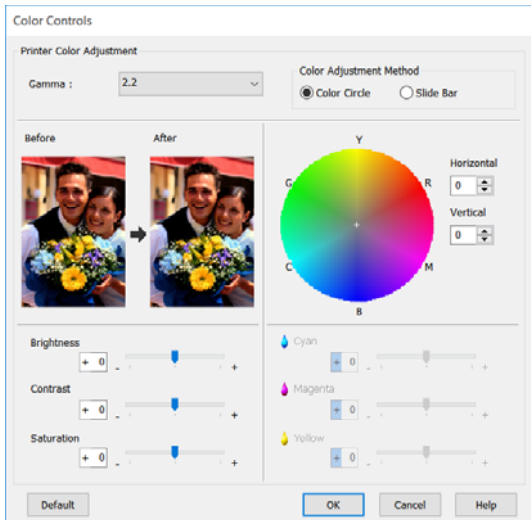 Color Controls
Printer Color Adjustment
Gamma : 2.2
Color Adjustment Method
Color Circle Slide Bar
Before After
Y
G R
C M
B
Horizontal
0
Vertical
0
Brightness
+ 0 - +
Contrast
+ 0 - +
Saturation
+ 0 - +
Cyan
+ 0 - +
Magenta
+ 0 - +
Yellow
+ 0 - +
Default OK Cancel Help